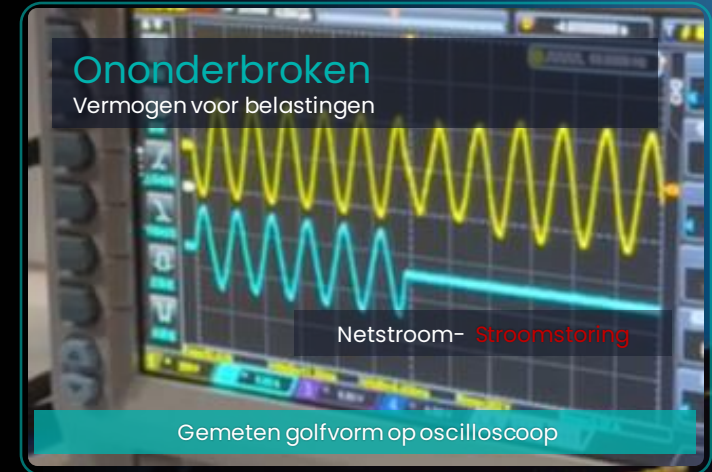 Ononderbroken
Vermogen voor belastingen
Netstroom- Stroomstoring
Gemeten golfvorm op oscilloscoop